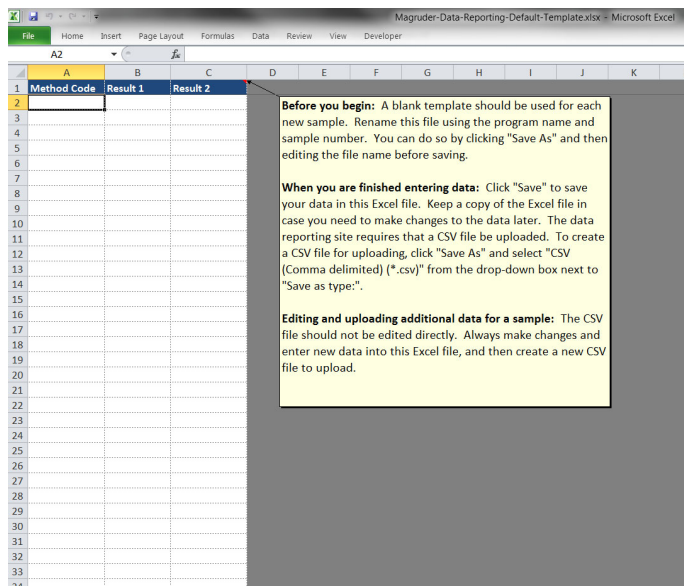 Magruder-Data-Reporting-Default-Template.xlsx - Microsoft Excel
File Home Insert Page Layout Formulas Data Review View Developer
A2 fx
A B C D E F G H I J K
1 Method Code Result 1 Result 2
2
3
4
5
6
7
8
9
10
11
12
13
14
15
16
17
18
19
20
21
22
23
24
25
26
27
28
29
30
31
32
33
34
Before you begin: A blank template should be used for each
new sample. Rename this file using the program name and
sample number. You can do so by clicking "Save As" and then
editing the file name before saving.
When you are finished entering data: Click "Save" to save
your data in this Excel file. Keep a copy of the Excel file in
case you need to make changes to the data later. The data
reporting site requires that a CSV file be uploaded. To create
a CSV file for uploading, click "Save As" and select "CSV
(Comma delimited) (*.csv)" from the drop-down box next to
"Save as type:".
Editing and uploading additional data for a sample: The CSV
file should not be edited directly. Always make changes and
enter new data into this Excel file, and then create a new CSV
file to upload.